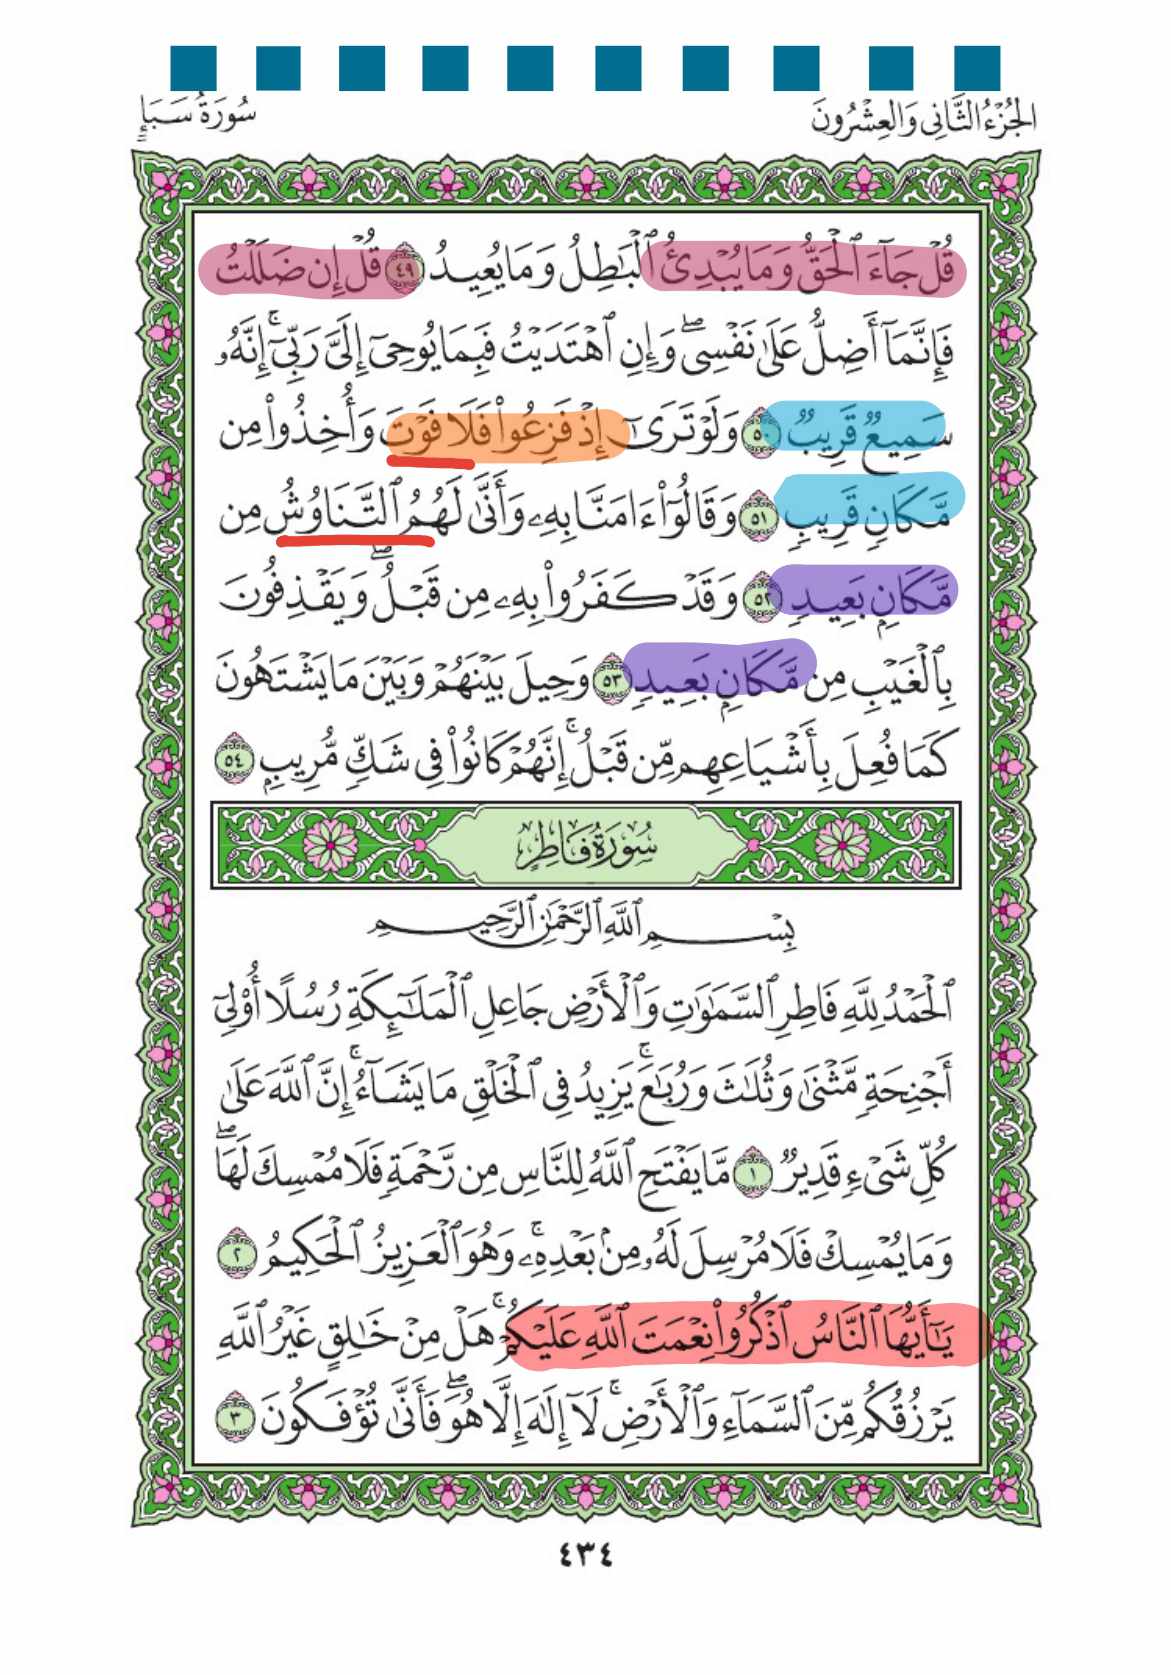 الجُزْءُ الثَّانِي وَالعِشْرُونَ
سُورَةُ سَبَإٍ
قُلْ جَآءَ ٱلْحَقُّ وَمَا يُبْدِئُ ٱلْبَٰطِلُ وَمَا يُعِيدُ ٤٩ قُلْ إِن ضَلَلْتُ
فَإِنَّمَآ أَضِلُّ عَلَىٰ نَفْسِى ۖ وَإِنِ ٱهْتَدَيْتُ فَبِمَا يُوحِىٓ إِلَىَّ رَبِّىٓ ۚ إِنَّهُۥ
سَمِيعٌ قَرِيبٌ ٥٠ وَلَوْ تَرَىٰٓ إِذْ فَزِعُوا۟ فَلَا فَوْتَ وَأُخِذُوا۟ مِن
مَّكَانٍ قَرِيبٍ ٥١ وَقَالُوٓا۟ ءَامَنَّا بِهِۦ وَأَنَّىٰ لَهُمُ ٱلتَّنَاوُشُ مِن
مَّكَانٍۭ بَعِيدٍ ٥٢ وَقَدْ كَفَرُوا۟ بِهِۦ مِن قَبْلُ ۖ وَيَقْذِفُونَ
بِٱلْغَيْبِ مِن مَّكَانٍۭ بَعِيدٍ ٥٣ وَحِيلَ بَيْنَهُمْ وَبَيْنَ مَا يَشْتَهُونَ
كَمَا فُعِلَ بِأَشْيَاعِهِم مِّن قَبْلُ ۚ إِنَّهُمْ كَانُوا۟ فِى شَكٍّ مُّرِيبٍۭ ٥٤
سُورَةُ فَاطِرٍ
بِسْمِ ٱللَّهِ ٱلرَّحْمَٰنِ ٱلرَّحِيمِ
ٱلْحَمْدُ لِلَّهِ فَاطِرِ ٱلسَّمَٰوَٰتِ وَٱلْأَرْضِ جَاعِلِ ٱلْمَلَٰٓئِكَةِ رُسُلًا أُو۟لِىٓ
أَجْنِحَةٍ مَّثْنَىٰ وَثُلَٰثَ وَرُبَٰعَ ۚ يَزِيدُ فِى ٱلْخَلْقِ مَا يَشَآءُ ۚ إِنَّ ٱللَّهَ عَلَىٰ
كُلِّ شَىْءٍ قَدِيرٌ ١ مَّا يَفْتَحِ ٱللَّهُ لِلنَّاسِ مِن رَّحْمَةٍ فَلَا مُمْسِكَ لَهَا ۖ
وَمَا يُمْسِكْ فَلَا مُرْسِلَ لَهُۥ مِنۢ بَعْدِهِۦ ۚ وَهُوَ ٱلْعَزِيزُ ٱلْحَكِيمُ ٢
يَٰٓأَيُّهَا ٱلنَّاسُ ٱذْكُرُوا۟ نِعْمَتَ ٱللَّهِ عَلَيْكُمْ ۚ هَلْ مِنْ خَٰلِقٍ غَيْرُ ٱللَّهِ
يَرْزُقُكُم مِّنَ ٱلسَّمَآءِ وَٱلْأَرْضِ ۚ لَآ إِلَٰهَ إِلَّا هُوَ ۖ فَأَنَّىٰ تُؤْفَكُونَ ٣
٤٣٤